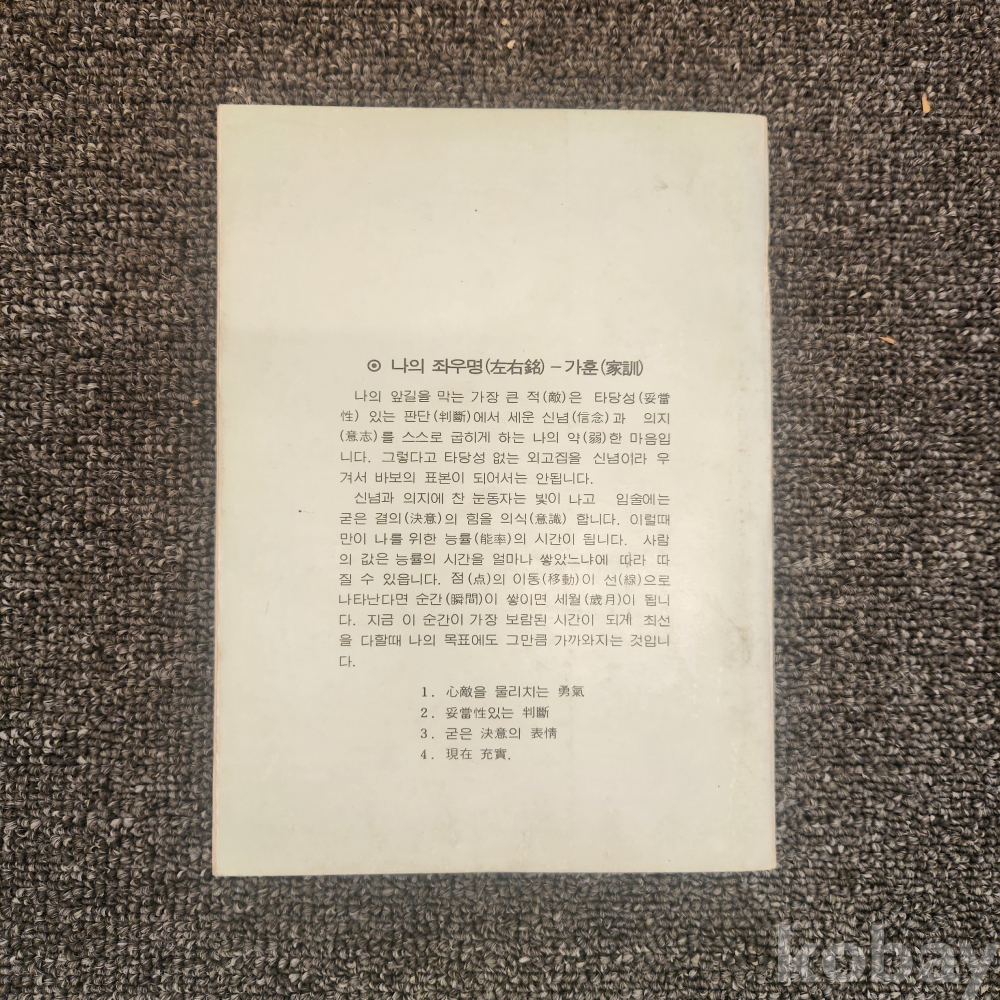 ⊙ 나의 좌우명(左右銘) – 가훈(家訓)
나의 앞길을 막는 가장 큰 적(敵)은 타당성(妥當
性) 있는 판단(判斷)에서 세운 신념(信念)과 의지
(意志)를 스스로 굽히게 하는 나의 약(弱)한 마음입
니다. 그렇다고 타당성 없는 외고집을 신념이라 우
겨서 바보의 표본이 되어서는 안됩니다.
신념과 의지에 찬 눈동자는 빛이 나고 입술에는
굳은 결의(決意)의 힘을 의식(意識) 합니다. 이럴때
만이 나를 위한 능률(能率)의 시간이 됩니다. 사람
의 값은 능률의 시간을 얼마나 쌓았느냐에 따라 따
질 수 있읍니다. 점(点)의 이동(移動)이 선(線)으로
나타난다면 순간(瞬間)이 쌓이면 세월(歲月)이 됩니
다. 지금 이 순간이 가장 보람된 시간이 되게 최선
을 다할때 나의 목표에도 그만큼 가까와지는 것입니
다.
1. 心敵을 물리치는 勇氣
2. 妥當性있는 判斷
3. 굳은 決意의 表情
4. 現在 充實.
kobay